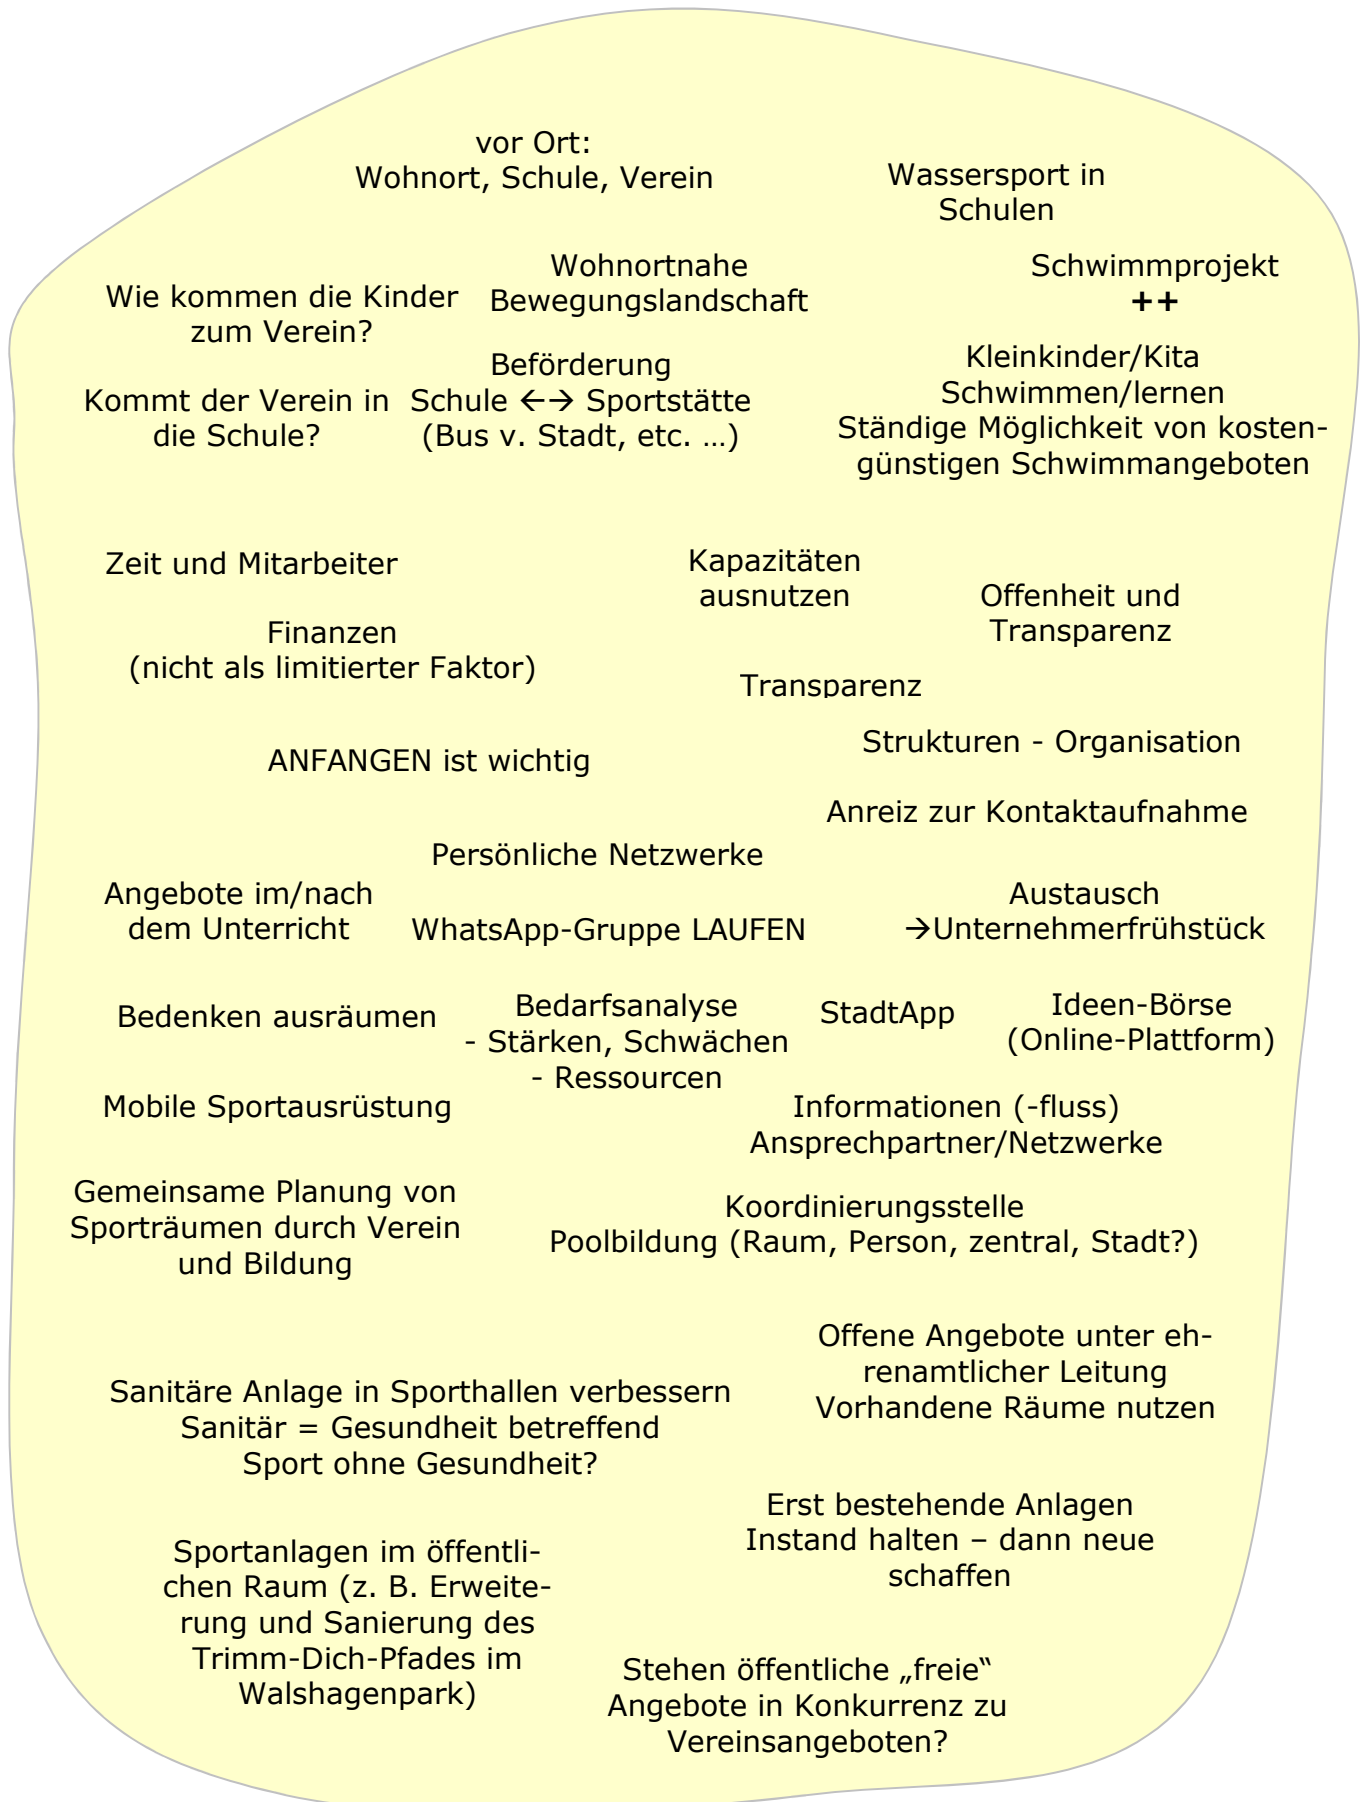 vor Ort:
Wohnort, Schule, Verein
Wassersport in
Schulen
Wohnortnahe
Bewegungslandschaft
Schwimmprojekt
++
Wie kommen die Kinder
zum Verein?
Beförderung
Schule ←→ Sportstätte
(Bus v. Stadt, etc. …)
Kleinkinder/Kita
Schwimmen/lernen
Ständige Möglichkeit von kosten-
günstigen Schwimmangeboten
Kommt der Verein in
die Schule?
Zeit und Mitarbeiter
Kapazitäten
ausnutzen
Offenheit und
Transparenz
Finanzen
(nicht als limitierter Faktor)
Transparenz
Strukturen - Organisation
ANFANGEN ist wichtig
Anreiz zur Kontaktaufnahme
Persönliche Netzwerke
Angebote im/nach
dem Unterricht
WhatsApp-Gruppe LAUFEN
Austausch
→Unternehmerfrühstück
Bedenken ausräumen
Bedarfsanalyse
- Stärken, Schwächen
- Ressourcen
StadtApp
Ideen-Börse
(Online-Plattform)
Mobile Sportausrüstung
Informationen (-fluss)
Ansprechpartner/Netzwerke
Gemeinsame Planung von
Sporträumen durch Verein
und Bildung
Koordinierungsstelle
Poolbildung (Raum, Person, zentral, Stadt?)
Offene Angebote unter eh-
renamtlicher Leitung
Vorhandene Räume nutzen
Sanitäre Anlage in Sporthallen verbessern
Sanitär = Gesundheit betreffend
Sport ohne Gesundheit?
Erst bestehende Anlagen
Instand halten – dann neue
schaffen
Sportanlagen im öffentli-
chen Raum (z. B. Erweite-
rung und Sanierung des
Trimm-Dich-Pfades im
Walshagenpark)
Stehen öffentliche „freie“
Angebote in Konkurrenz zu
Vereinsangeboten?